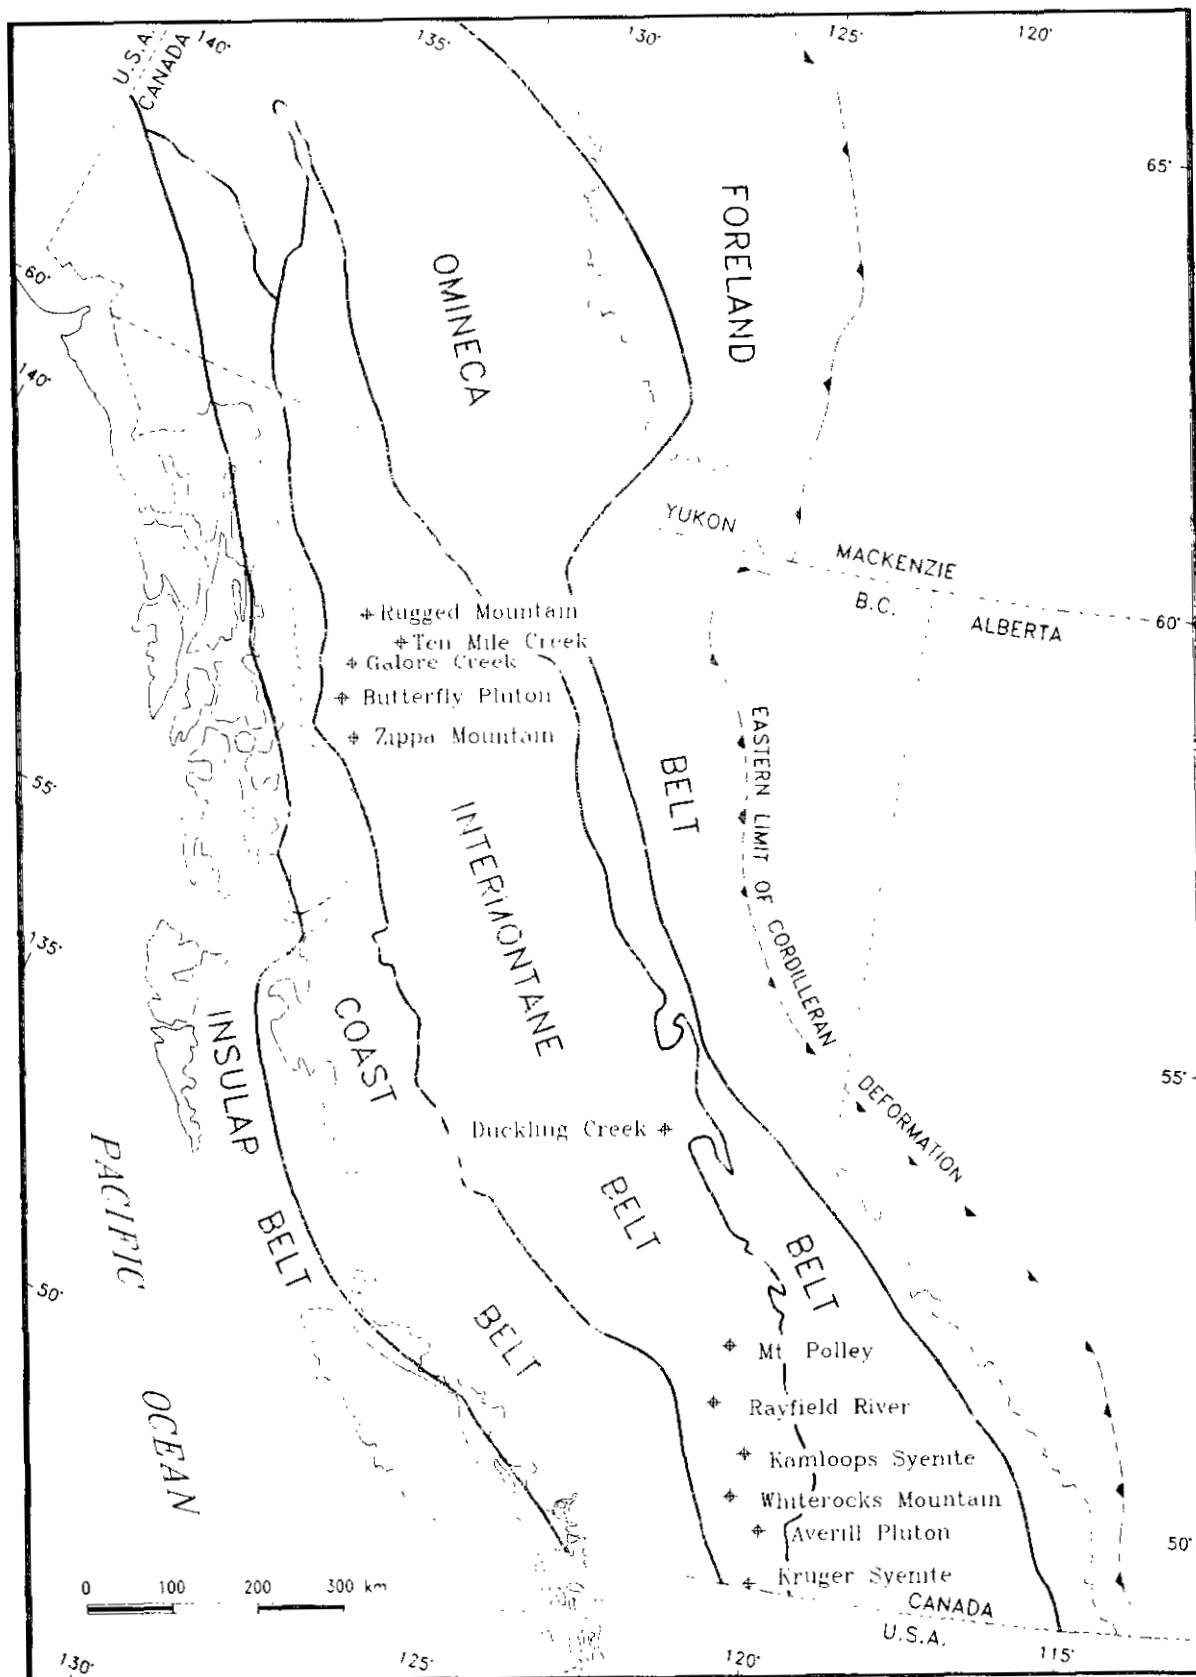 140°
135°
130°
125°
120°
U.S.A.
CANADA
65°
FORELAND
OMINECA
60°
140°
YUKON
MACKENZIE
B.C.
ALBERTA
60°
Rugged Mountain
Ten Mile Creek
Galore Creek
Butterfly Pluton
Zippa Mountain
BELT
EASTERN LIMIT OF CORDILLERAN DEFORMATION
55°
INTERMONTANE
135°
INSULAP
COAST
55°
Duckling Creek
PACIFIC
BELT
BELT
BELT
50°
BELT
Mt Polley
Rayfield River
OCEAN
Kamloops Syenite
Whiterocks Mountain
Averill Pluton
50°
Kruger Syenite
0 100 200 300 km
CANADA
U.S.A.
130°
125°
120°
115°